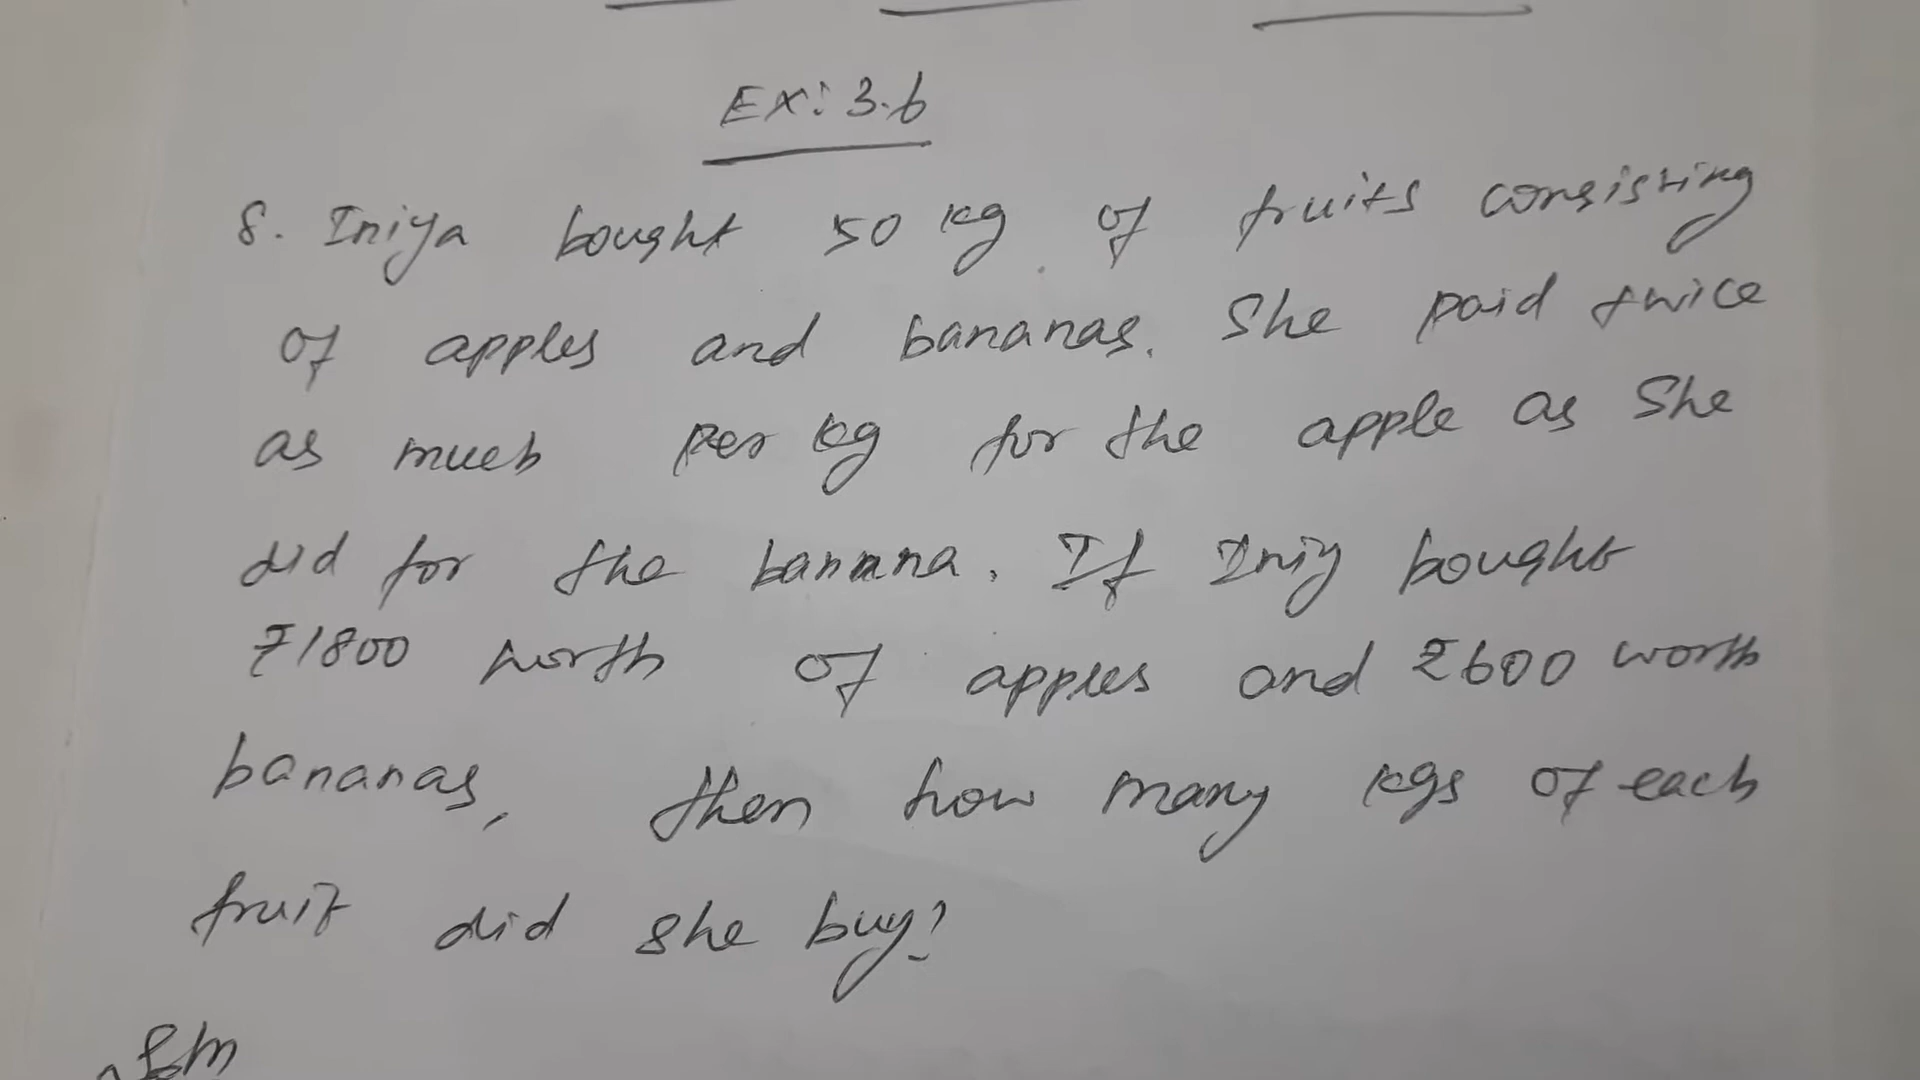 Ex: 3.6
8. Iniya bought 50 kg of fruits consisting
of apples and bananas. She paid twice
as much per kg for the apple as She
did for the banana. If Iniy bought
₹1800 worth of apples and ₹600 worth
bananas, then how many kgs of each
fruit did she buy?
Soln